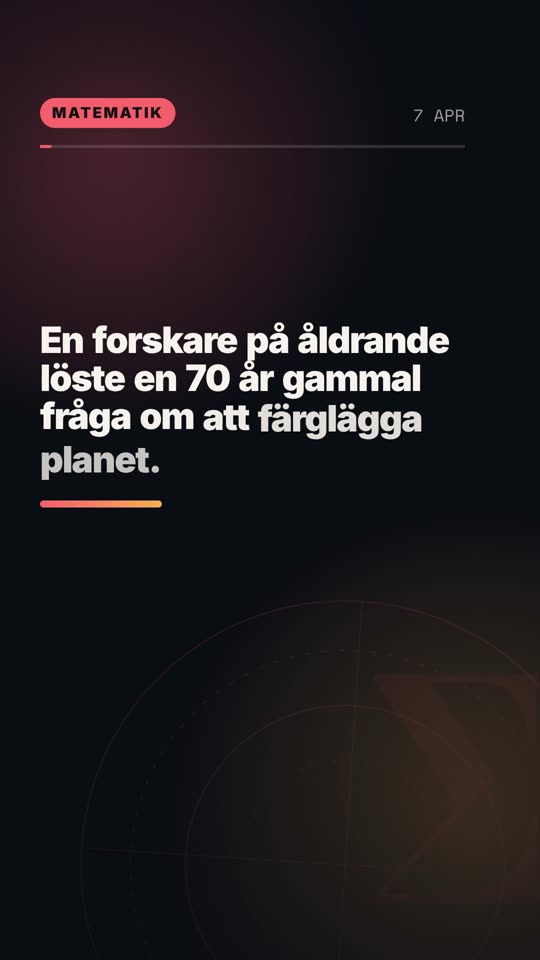 MATEMATIK
7 APR
En forskare på åldrande
löste en 70 år gammal
fråga om att färglägga
planet.
Σ